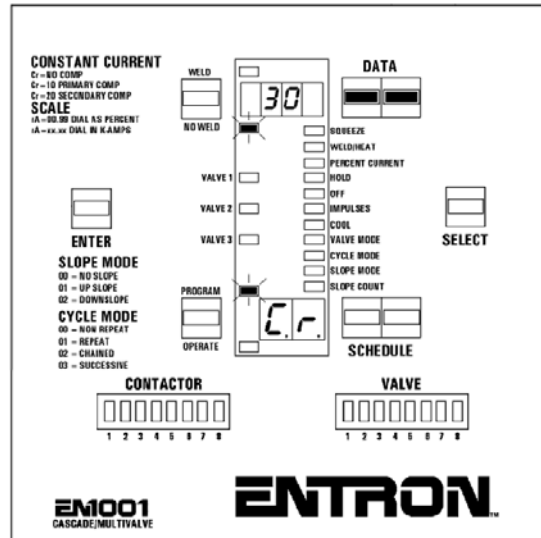 CONSTANT CURRENT
Cr=NO COMP
Cr=10 PRIMARY COMP
Cr=20 SECONDARY COMP
SCALE
rA=99.99 DIAL AS PERCENT
rA=xx.xx DIAL IN K-AMPS
WELD
NO WELD
30
DATA
SQUEEZE
WELD/HEAT
PERCENT CURRENT
HOLD
OFF
IMPULSES
COOL
VALVE MODE
CYCLE MODE
SLOPE MODE
SLOPE COUNT
VALVE 1
VALVE 2
VALVE 3
ENTER
SELECT
SLOPE MODE
00 = NO SLOPE
01 = UP SLOPE
02 = DOWNSLOPE
CYCLE MODE
00 = NON REPEAT
01 = REPEAT
02 = CHAINED
03 = SUCCESSIVE
PROGRAM
OPERATE
C.r.
SCHEDULE
CONTACTOR
1 2 3 4 5 6 7 8
VALVE
1 2 3 4 5 6 7 8
EN1001
CASCADE/MULTIVALVE
ENTRON™